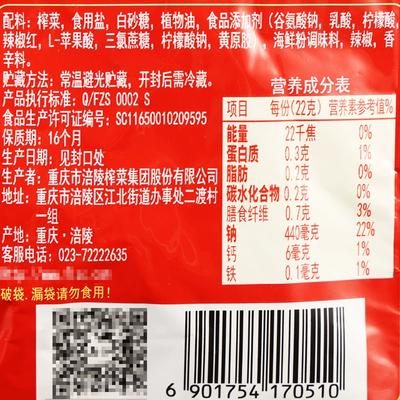 配料：榨菜，食用盐，白砂糖，植物油，食品添加剂（谷氨酸钠，乳酸，柠檬酸，
辣椒红，L-苹果酸，三氯蔗糖，柠檬酸钠，黄原胶），海鲜粉调味料，辣椒，香
辛料。
贮藏方法：常温避光贮藏，开封后需冷藏。
产品执行标准：Q/FZS 0002 S
食品生产许可证编号：SC11650010209595
保质期：16个月
生产日期：见封口处
生产者：重庆市涪陵榨菜集团股份有限公司
地址：重庆市涪陵区江北街道办事处二渡村
一组
产地：重庆·涪陵
客服电话：023-72222635
破袋.漏袋请勿食用！
营养成分表
项目 每份(22克) 营养素参考值%
能量 22千焦 0%
蛋白质 0.3克 1%
脂肪 0.2克 0%
碳水化合物 0.2克 0%
膳食纤维 0.7克 3%
钠 440毫克 22%
钙 6毫克 1%
铁 0.1毫克 1%
6 901754 170510